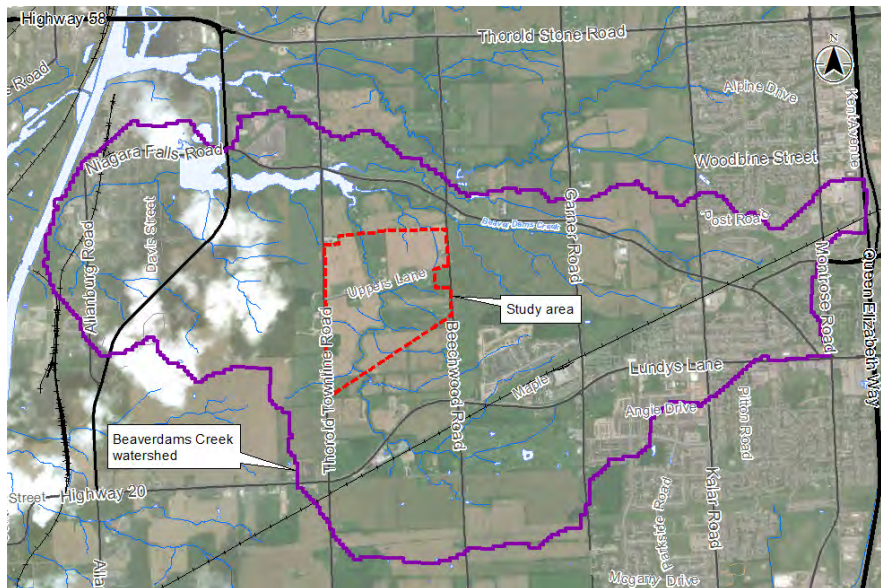 Highway 58
Thorold Stone Road
s Road
N
Alpine Drive
Kent Avenue
Niagara Falls Road
Woodbine Street
Davis Street
Allanburg Road
Garner Road
Post Road
Beaver Dams Creek
Uppers Lane
Study area
Montrose Road
Queen Elizabeth Way
Thorold Townline Road
Beechwood Road
Maple
Lundys Lane
Angie Drive
Pitton Road
Beaverdams Creek
watershed
Street
Highway 20
Kalar Road
Parkside Road
Mcgarry Drive
Alla